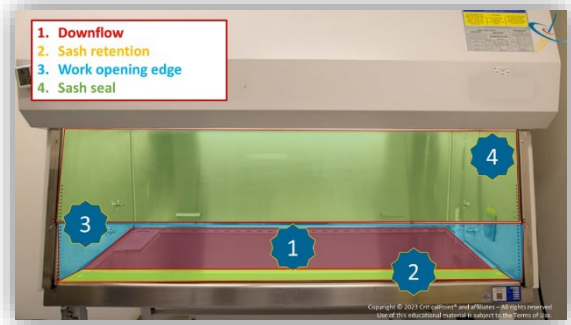 1. Downflow
2. Sash retention
3. Work opening edge
4. Sash seal
4
3
1
2
Copyright © 2023 CriticalPoint® and affiliates – All rights reserved
Use of this educational material is subject to the Terms of Use.